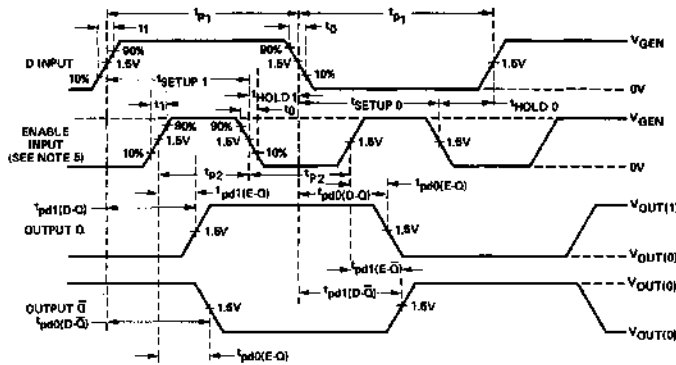 tp1 tp1
t1 t0
90% 90% VGEN
D INPUT 1.5V 1.5V 1.5V
10% 10% 0V
tSETUP 1 tHOLD 1 tSETUP 0 tHOLD 0
t1 t0 VGEN
ENABLE INPUT (SEE NOTE 5)
90% 90%
1.5V 1.5V 1.5V 1.5V
10% 10% 0V
tP2 tP2
tpd1(E-Q) tpd0(D-Q) tpd0(E-Q)
tpd1(D-Q) VOUT(1)
OUTPUT Q 1.5V 1.5V
VOUT(0)
tpd1(E-Q̅)
VOUT(0)
tpd1(D-Q̅)
OUTPUT Q̅ 1.5V 1.5V
tpd0(D-Q̅) VOUT(0)
tpd0(E-Q)